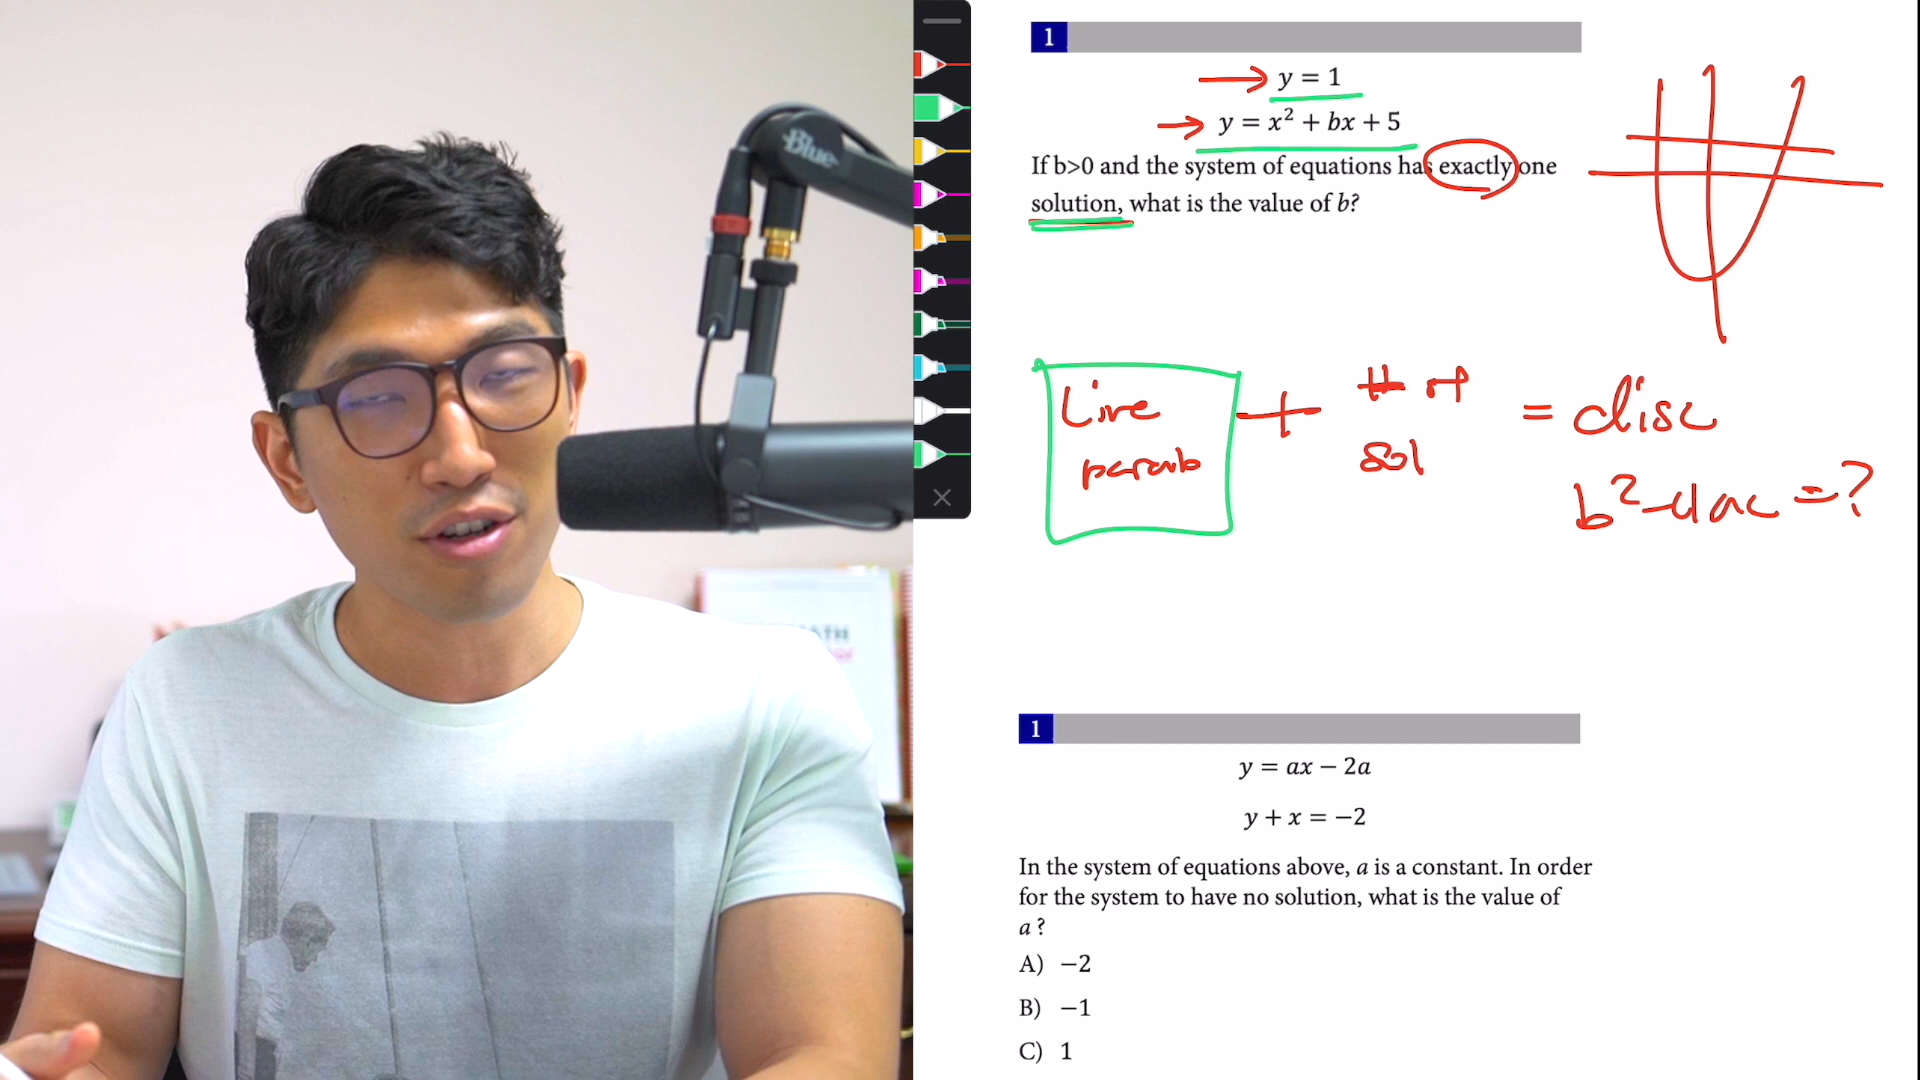 Blue
1
y = 1
y = x² + bx + 5
If b>0 and the system of equations has exactly one
solution, what is the value of b?
Line
parab
+
# of
sol
= disc
b²-4ac = ?
1
y = ax − 2a
y + x = −2
In the system of equations above, a is a constant. In order
for the system to have no solution, what is the value of
a ?
A) −2
B) −1
C) 1